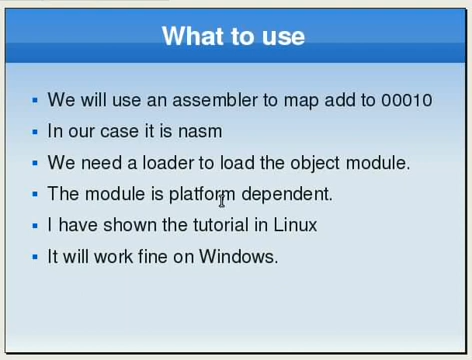 What to use
We will use an assembler to map add to 00010
In our case it is nasm
We need a loader to load the object module.
The module is platform dependent.
I have shown the tutorial in Linux
It will work fine on Windows.